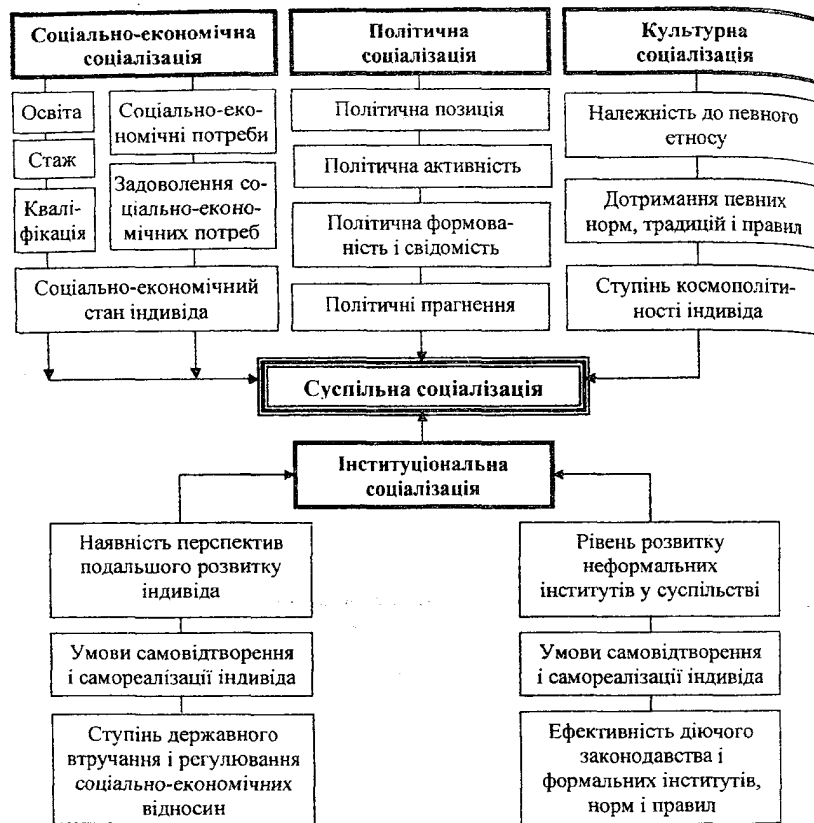 Соціально-економічна
соціалізація
Освіта
Стаж
Квалі-
фікація
Соціально-еко-
номічні потреби
Задоволення со-
ціально-еконо-
мічних потреб
Соціально-економічний
стан індивіда
Політична
соціалізація
Політична позиція
Політична активність
Політична формова-
ність і свідомість
Політичні прагнення
Культурна
соціалізація
Належність до певного
етносу
Дотримання певних
норм, традицій і правил
Ступінь космополіти-
ності індивіда
Суспільна соціалізація
Інституціональна
соціалізація
Наявність перспектив
подальшого розвитку
індивіда
Умови самовідтворення
і самореалізації індивіда
Ступінь державного
втручання і регулювання
соціально-економічних
відносин
Рівень розвитку
неформальних
інститутів у суспільстві
Умови самовідтворення
і самореалізації індивіда
Ефективність діючого
законодавства і
формальних інститутів,
норм і правил